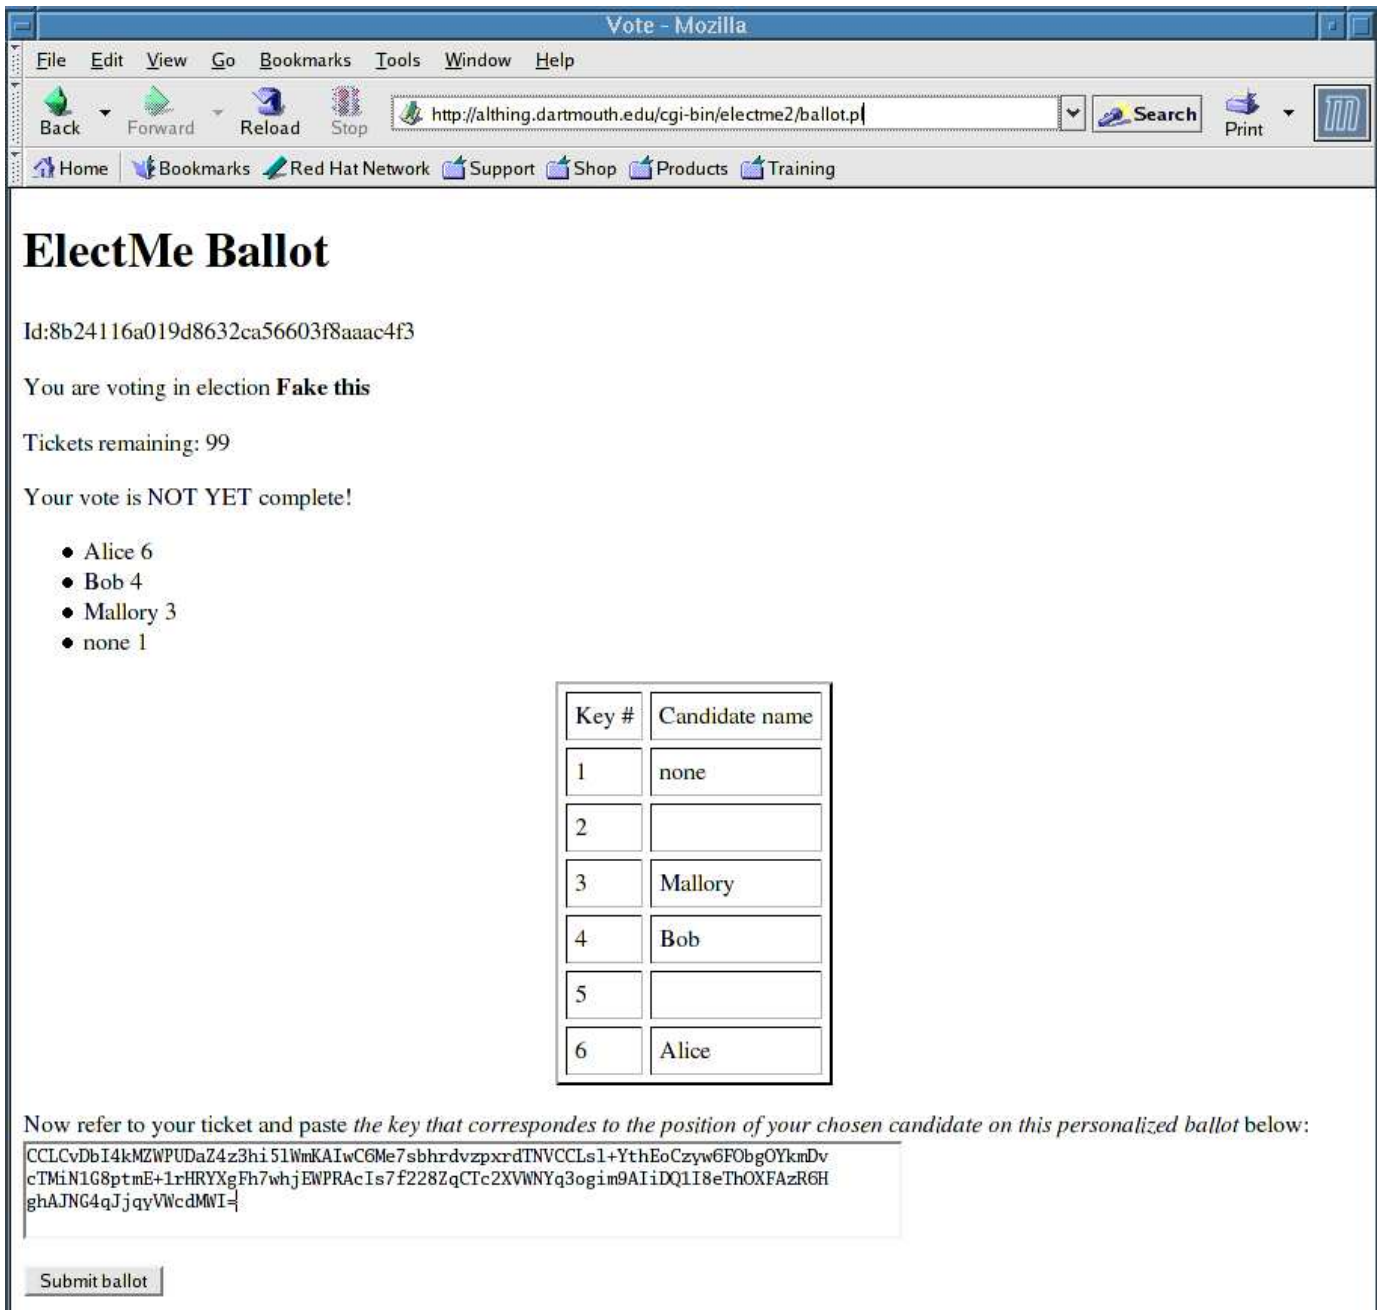 Vote - Mozilla
File Edit View Go Bookmarks Tools Window Help
Back Forward Reload Stop http://althing.dartmouth.edu/cgi-bin/electme2/ballot.pl Search Print
Home Bookmarks Red Hat Network Support Shop Products Training
ElectMe Ballot
Id:8b24116a019d8632ca56603f8aaac4f3
You are voting in election Fake this
Tickets remaining: 99
Your vote is NOT YET complete!
Alice 6
Bob 4
Mallory 3
none 1
Key # Candidate name
1 none
2
3 Mallory
4 Bob
5
6 Alice
Now refer to your ticket and paste the key that correspondes to the position of your chosen candidate on this personalized ballot below:
CCLCvDbI4kMZWPUDaZ4z3hi5lWmKAIwC6Me7sbhrdvzpxrdTNVCCLsl+YthEoCzyw6FObgOYkmDv
cTMiN1G8ptmE+1rHRYXgFh7whjEWPRAcIs7f228ZqCTc2XVWNYq3ogim9AIiDQ1I8eThOXFAzR6H
ghAJNG4qJjqyVWcdMWI=
Submit ballot